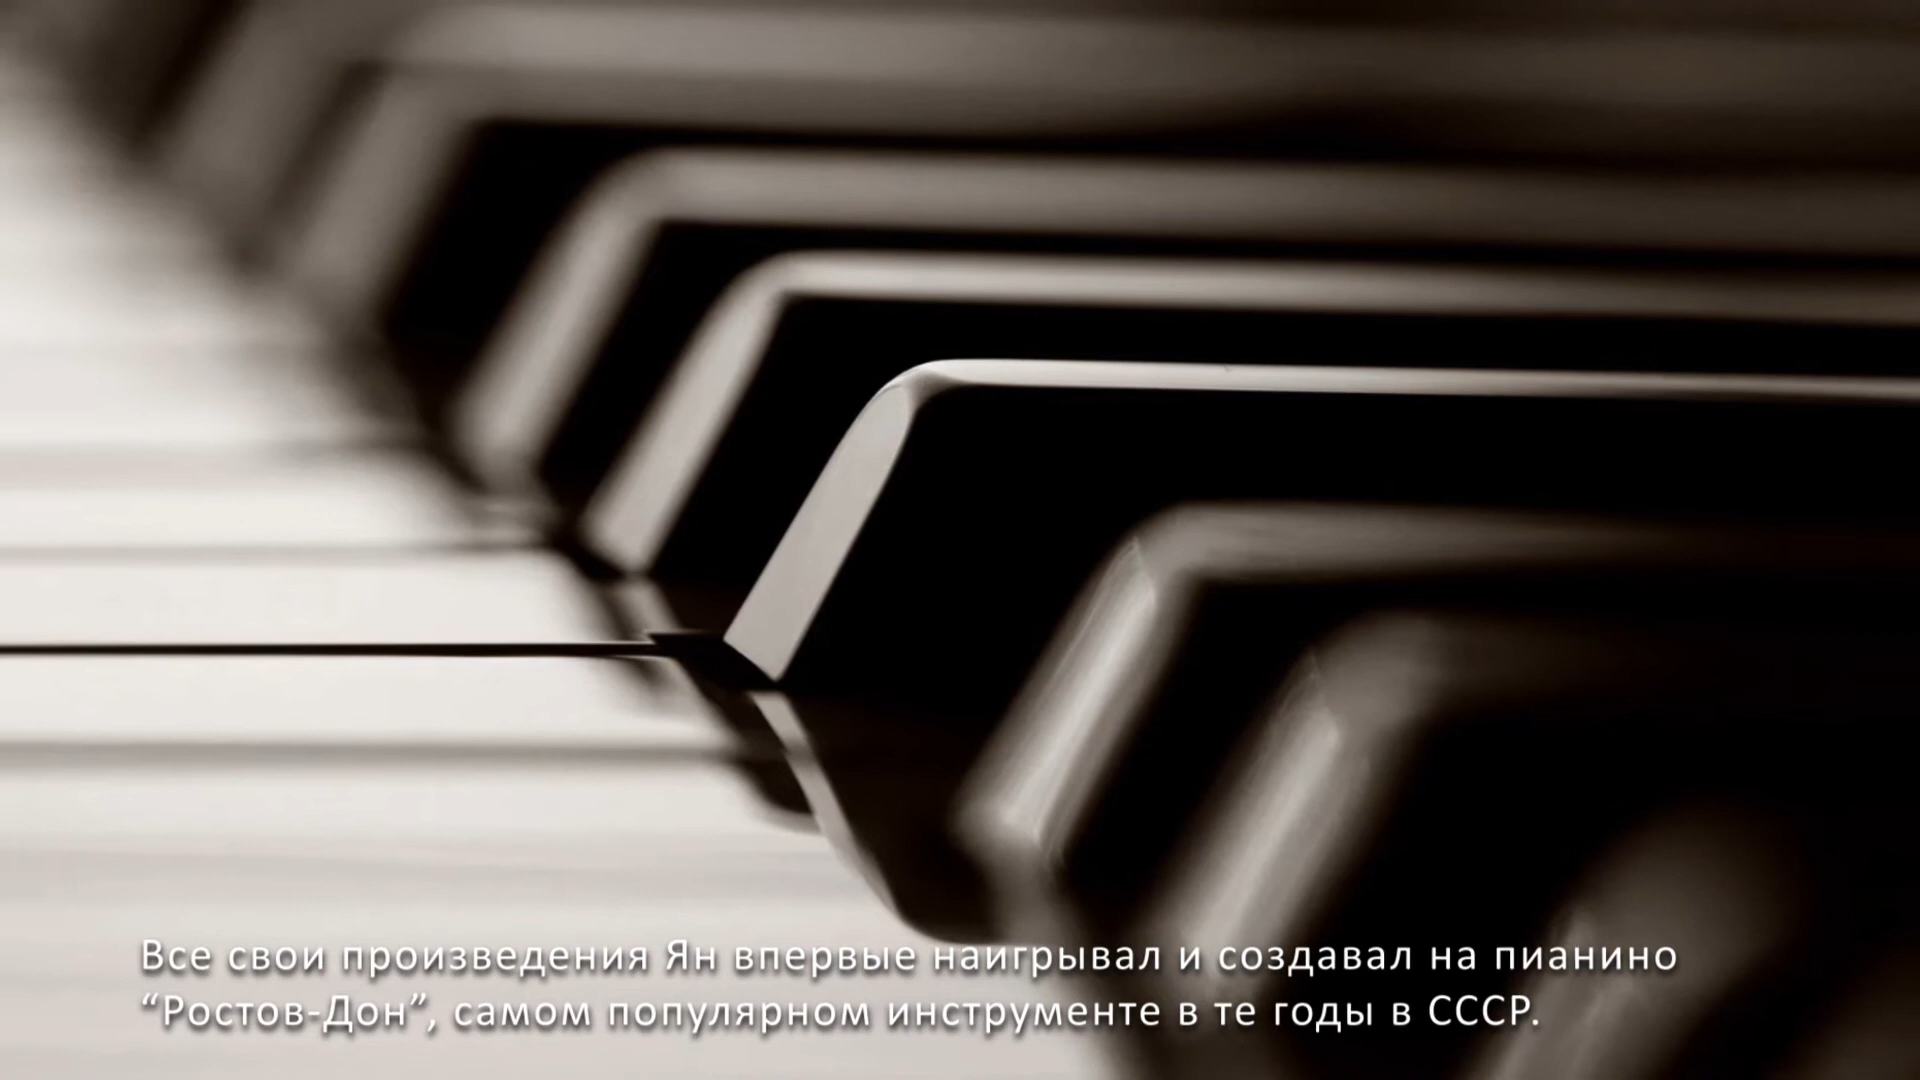 Все свои произведения Ян впервые наигрывал и создавал на пианино
“Ростов-Дон”, самом популярном инструменте в те годы в СССР.